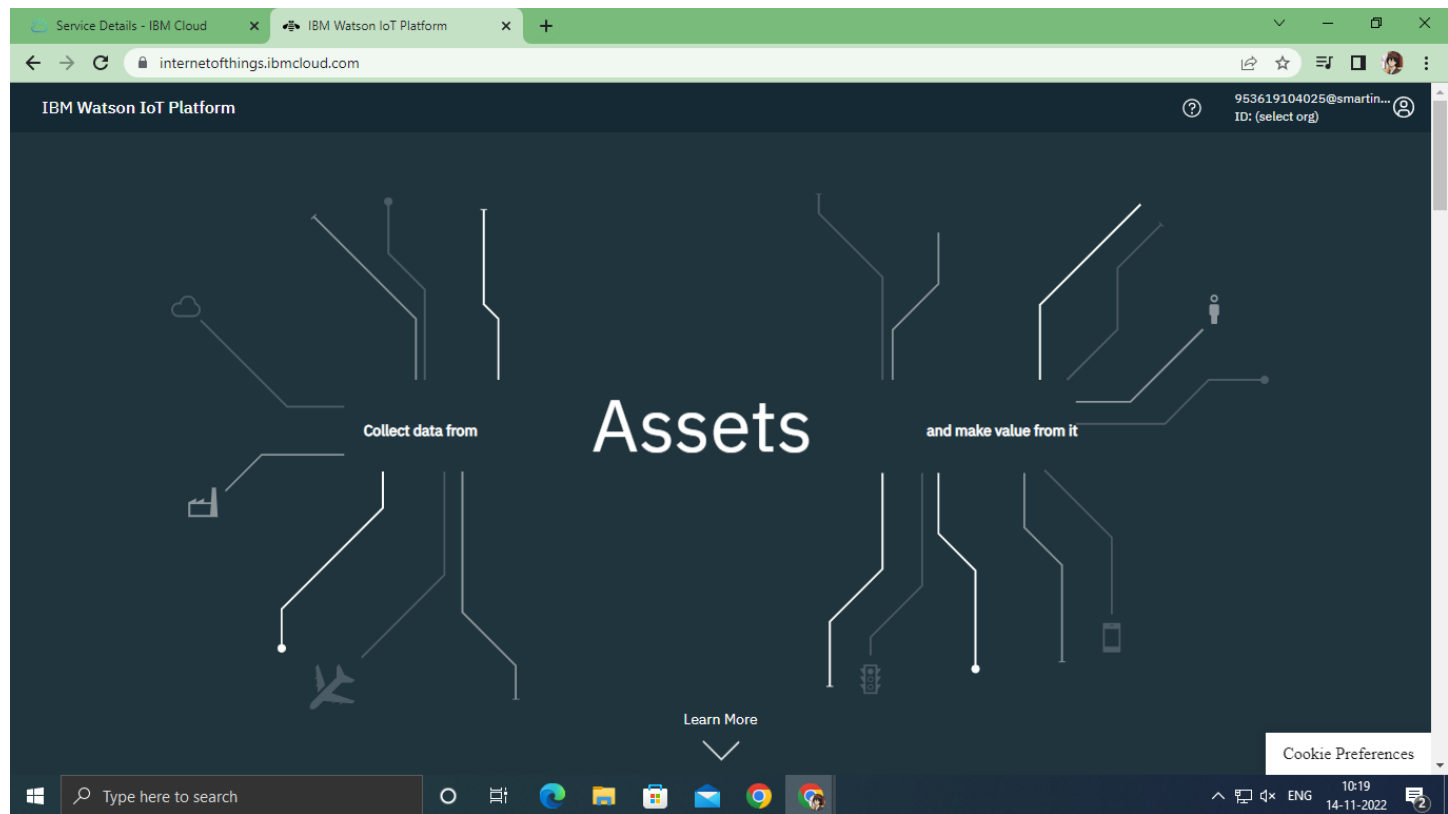 Service Details - IBM Cloud
IBM Watson IoT Platform
internetofthings.ibmcloud.com
IBM Watson IoT Platform
953619104025@smartin...
ID: (select org)
Collect data from
Assets
and make value from it
Learn More
Cookie Preferences
Type here to search
ENG
10:19
14-11-2022
2